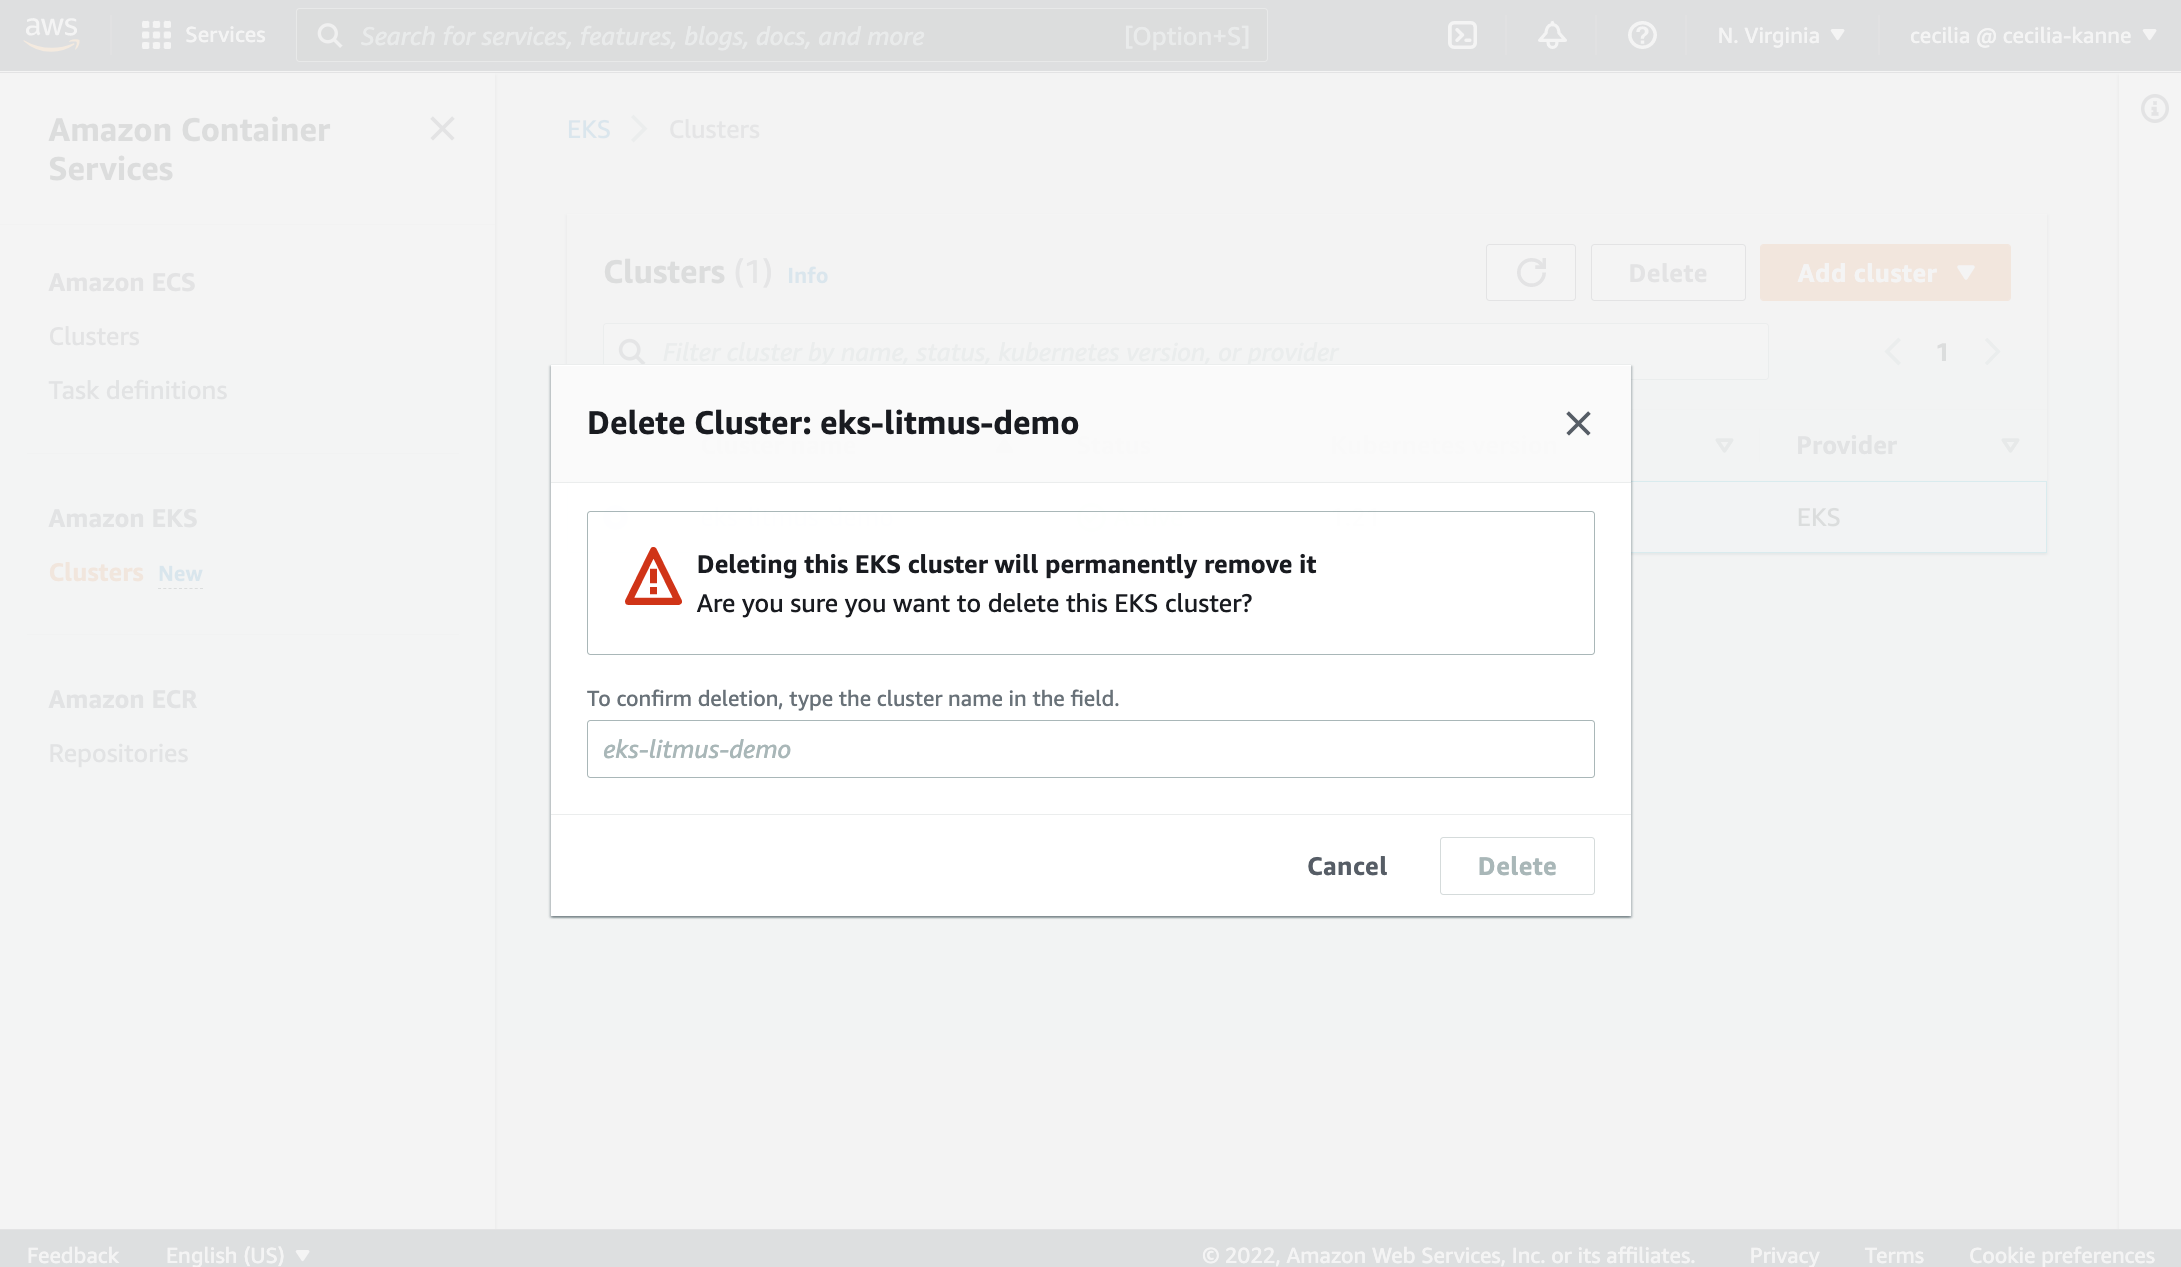 aws
Services
Search for services, features, blogs, docs, and more
[Option+S]
N. Virginia
cecilia @ cecilia-kanne
Amazon Container
Services
Amazon ECS
Clusters
Task definitions
Amazon EKS
Clusters New
Amazon ECR
Repositories
EKS
Clusters
Clusters (1) Info
Delete
Add cluster
Filter cluster by name, status, kubernetes version, or provider
1
Provider
EKS
Delete Cluster: eks-litmus-demo
Deleting this EKS cluster will permanently remove it
Are you sure you want to delete this EKS cluster?
To confirm deletion, type the cluster name in the field.
eks-litmus-demo
Cancel
Delete
Feedback
English (US)
© 2022, Amazon Web Services, Inc. or its affiliates.
Privacy
Terms
Cookie preferences